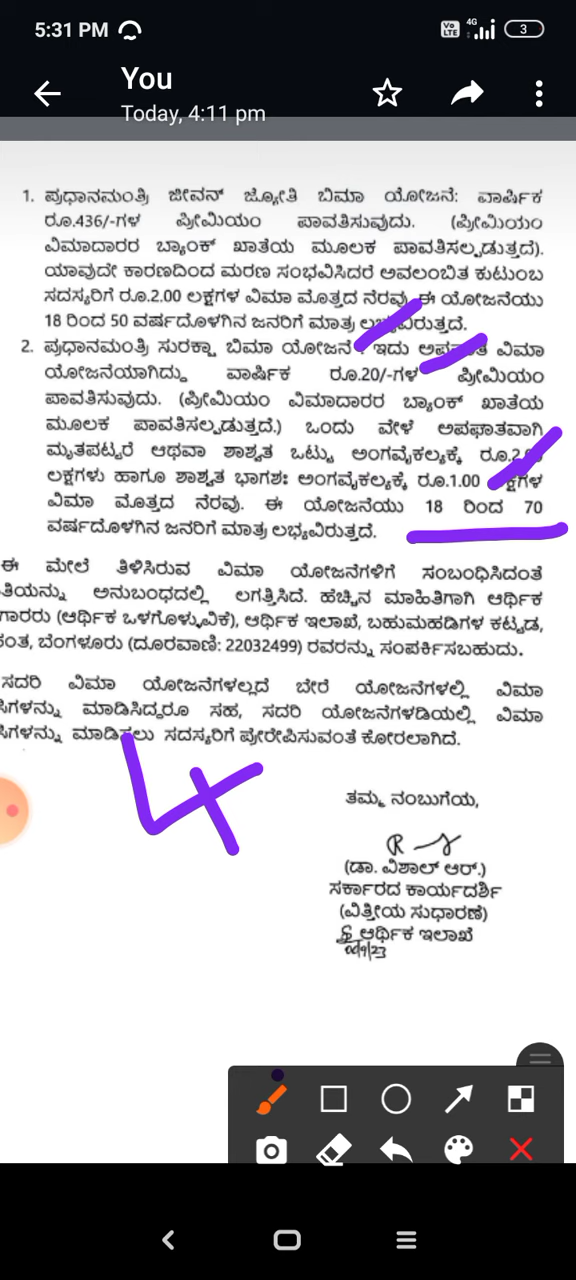 5:31 PM
Vo LTE 4G 3
You
Today, 4:11 pm
1. ಪ್ರಧಾನಮಂತ್ರಿ ಜೀವನ್ ಜ್ಯೋತಿ ಬಿಮಾ ಯೋಜನೆ: ವಾರ್ಷಿಕ
ರೂ.436/-ಗಳ ಪ್ರೀಮಿಯಂ ಪಾವತಿಸುವುದು. (ಪ್ರೀಮಿಯಂ
ವಿಮಾದಾರರ ಬ್ಯಾಂಕ್ ಖಾತೆಯ ಮೂಲಕ ಪಾವತಿಸಲ್ಪಡುತ್ತದೆ).
ಯಾವುದೇ ಕಾರಣದಿಂದ ಮರಣ ಸಂಭವಿಸಿದರೆ ಅವಲಂಬಿತ ಕುಟುಂಬ
ಸದಸ್ಯರಿಗೆ ರೂ.2.00 ಲಕ್ಷಗಳ ವಿಮಾ ಮೊತ್ತದ ನೆರವು. ಈ ಯೋಜನೆಯು
18 ರಿಂದ 50 ವರ್ಷದೊಳಗಿನ ಜನರಿಗೆ ಮಾತ್ರ ಲಭ್ಯವಿರುತ್ತದೆ.
2. ಪ್ರಧಾನಮಂತ್ರಿ ಸುರಕ್ಷಾ ಬಿಮಾ ಯೋಜನೆ : ಇದು ಅಪಘಾತ ವಿಮಾ
ಯೋಜನೆಯಾಗಿದ್ದು ವಾರ್ಷಿಕ ರೂ.20/-ಗಳ ಪ್ರೀಮಿಯಂ
ಪಾವತಿಸುವುದು. (ಪ್ರೀಮಿಯಂ ವಿಮಾದಾರರ ಬ್ಯಾಂಕ್ ಖಾತೆಯ
ಮೂಲಕ ಪಾವತಿಸಲ್ಪಡುತ್ತದೆ.) ಒಂದು ವೇಳೆ ಅಪಘಾತವಾಗಿ
ಮೃತಪಟ್ಟರೆ ಅಥವಾ ಶಾಶ್ವತ ಒಟ್ಟು ಅಂಗವೈಕಲ್ಯಕ್ಕೆ
ಲಕ್ಷಗಳು ಹಾಗೂ ಶಾಶ್ವತ ಭಾಗಶಃ ಅಂಗವೈಕಲ್ಯಕ್ಕೆ ರೂ.1.00 ಲಕ್ಷಗಳ
ವಿಮಾ ಮೊತ್ತದ ನೆರವು. ಈ ಯೋಜನೆಯು 18 ರಿಂದ 70
ವರ್ಷದೊಳಗಿನ ಜನರಿಗೆ ಮಾತ್ರ ಲಭ್ಯವಿರುತ್ತದೆ.
ಈ ಮೇಲೆ ತಿಳಿಸಿರುವ ವಿಮಾ ಯೋಜನೆಗಳಿಗೆ ಸಂಬಂಧಿಸಿದಂತೆ
ತಿಯನ್ನು ಅನುಬಂಧದಲ್ಲಿ ಲಗತ್ತಿಸಿದೆ. ಹೆಚ್ಚಿನ ಮಾಹಿತಿಗಾಗಿ ಆರ್ಥಿಕ
ಗಾರರು (ಆರ್ಥಿಕ ಒಳಗೊಳ್ಳುವಿಕೆ), ಆರ್ಥಿಕ ಇಲಾಖೆ, ಬಹುಮಹಡಿಗಳ ಕಟ್ಟಡ,
ಹಂತ, ಬೆಂಗಳೂರು (ದೂರವಾಣಿ: 22032499) ರವರನ್ನು ಸಂಪರ್ಕಿಸಬಹುದು.
ಸದರಿ ವಿಮಾ ಯೋಜನೆಗಳಲ್ಲದೆ ಬೇರೆ ಯೋಜನೆಗಳಲ್ಲಿ ವಿಮಾ
ಸಿಗಳನ್ನು ಮಾಡಿಸಿದ್ದರೂ ಸಹ, ಸದರಿ ಯೋಜನೆಗಳಡಿಯಲ್ಲಿ ವಿಮಾ
ಸಿಗಳನ್ನು ಮಾಡಿಸಲು ಸದಸ್ಯರಿಗೆ ಪ್ರೇರೇಪಿಸುವಂತೆ ಕೋರಲಾಗಿದೆ.
4
ತಮ್ಮ ನಂಬುಗೆಯ,
(ಡಾ. ವಿಶಾಲ್ ಆರ್.)
ಸರ್ಕಾರದ ಕಾರ್ಯದರ್ಶಿ
(ವಿತ್ತೀಯ ಸುಧಾರಣೆ)
ಆರ್ಥಿಕ ಇಲಾಖೆ